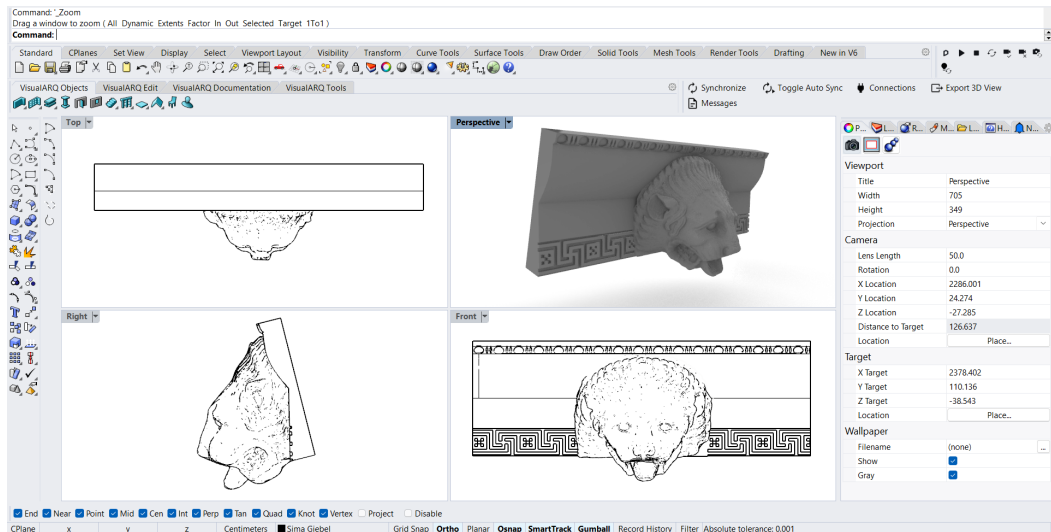 Command: '_Zoom
Drag a window to zoom ( All Dynamic Extents Factor In Out Selected Target 1To1 )
Command:
Standard CPlanes Set View Display Select Viewport Layout Visibility Transform Curve Tools Surface Tools Draw Order Solid Tools Mesh Tools Render Tools Drafting New in V6
VisualARQ Objects VisualARQ Edit VisualARQ Documentation VisualARQ Tools
Synchronize Toggle Auto Sync Connections Export 3D View
Messages
Top
Perspective
Right
Front
P... L... R... M... L... H... N...
Viewport
Title Perspective
Width 705
Height 349
Projection Perspective
Camera
Lens Length 50.0
Rotation 0.0
X Location 2286.001
Y Location 24.274
Z Location -27.285
Distance to Target 126.637
Location Place...
Target
X Target 2378.402
Y Target 110.136
Z Target -38.543
Location Place...
Wallpaper
Filename (none) ...
Show
Gray
End Near Point Mid Cen Int Perp Tan Quad Knot Vertex Project Disable
CPlane x y z Centimeters Sima Giebel Grid Snap Ortho Planar Osnap SmartTrack Gumball Record History Filter Absolute tolerance: 0.001